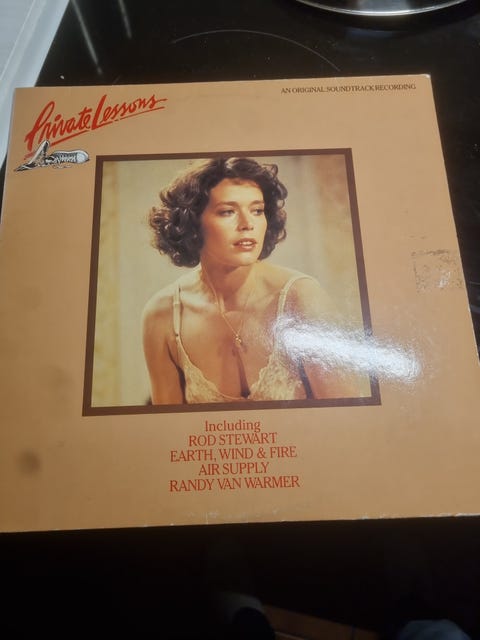 AN ORIGINAL SOUNDTRACK RECORDING
Private Lessons
Including
ROD STEWART
EARTH, WIND & FIRE
AIR SUPPLY
RANDY VAN WARMER